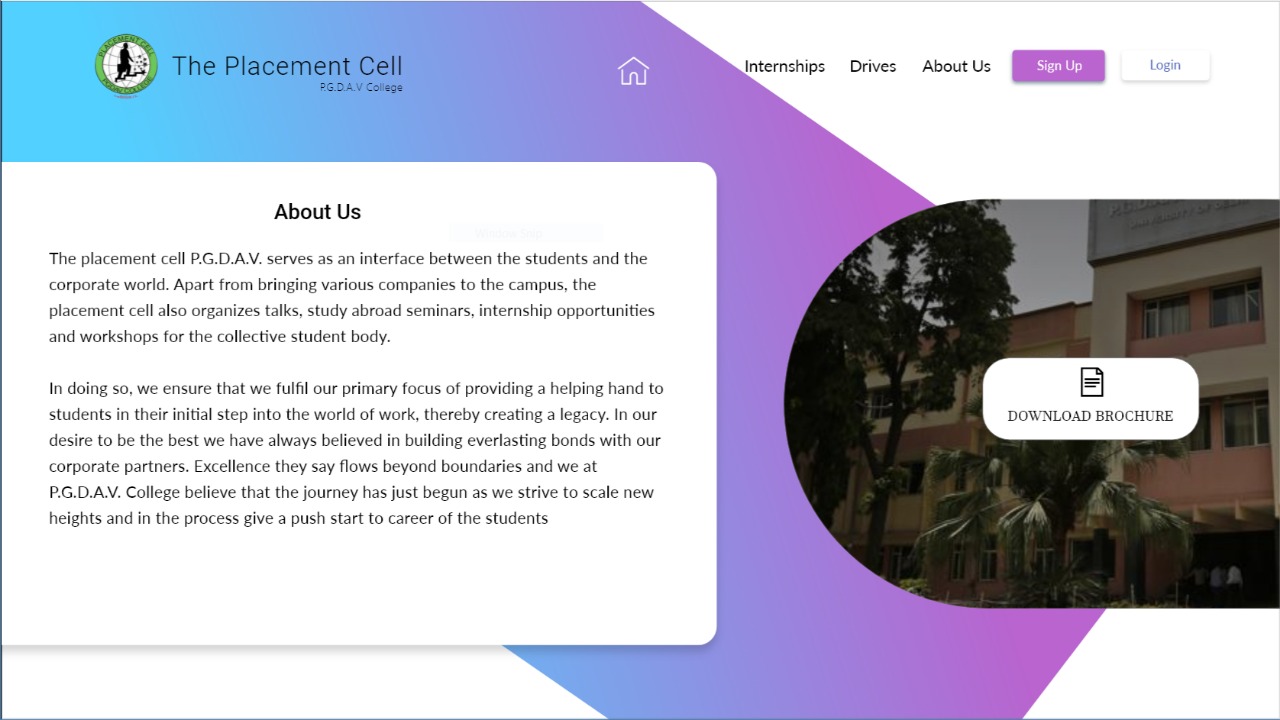 PLACEMENT CELL
The Placement Cell
P.G.D.A.V College
Internships
Drives
About Us
Sign Up
Login
About Us
The placement cell P.G.D.A.V. serves as an interface between the students and the
corporate world. Apart from bringing various companies to the campus, the
placement cell also organizes talks, study abroad seminars, internship opportunities
and workshops for the collective student body.
In doing so, we ensure that we fulfil our primary focus of providing a helping hand to
students in their initial step into the world of work, thereby creating a legacy. In our
desire to be the best we have always believed in building everlasting bonds with our
corporate partners. Excellence they say flows beyond boundaries and we at
P.G.D.A.V. College believe that the journey has just begun as we strive to scale new
heights and in the process give a push start to career of the students
DOWNLOAD BROCHURE